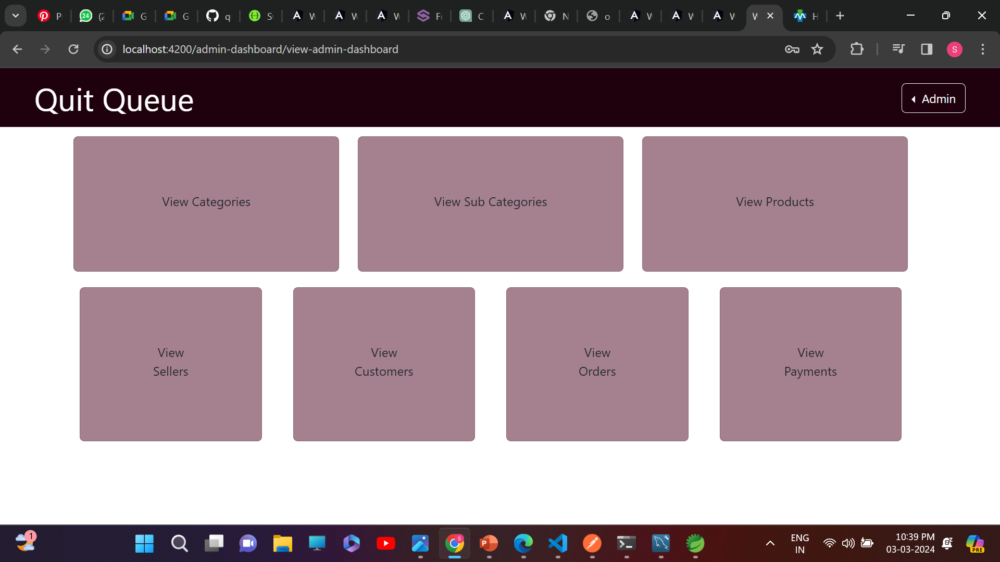 localhost:4200/admin-dashboard/view-admin-dashboard
S
Quit Queue
Admin
View Categories
View Sub Categories
View Products
View
Sellers
View
Customers
View
Orders
View
Payments
1
ENG
IN
10:39 PM
03-03-2024
PRE
24